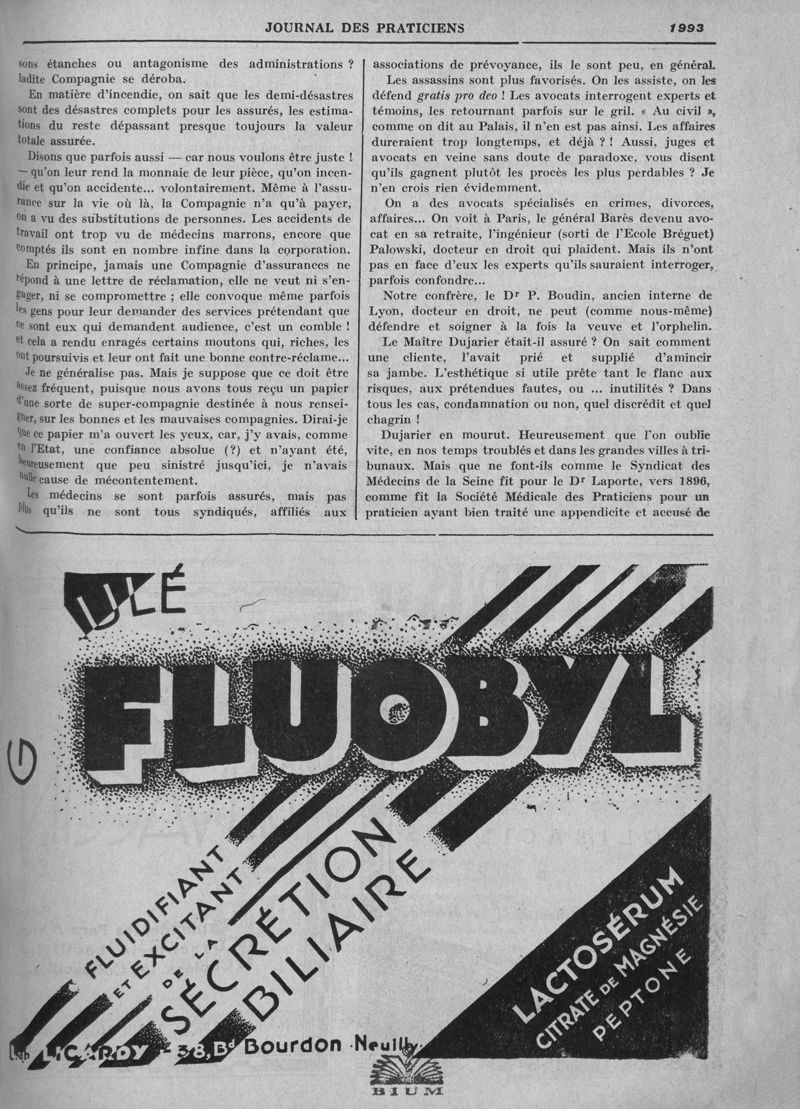 JOURNAL DES PRATICIENS
1993
sons étanches ou antagonisme des administrations ?
ladite Compagnie se déroba.
En matière d'incendie, on sait que les demi-désastres
sont des désastres complets pour les assurés, les estima-
tions du reste dépassant presque toujours la valeur
totale assurée.
Disons que parfois aussi — car nous voulons être juste !
— qu'on leur rend la monnaie de leur pièce, qu'on incen-
die et qu'on accidente... volontairement. Même à l'assu-
rance sur la vie où là, la Compagnie n'a qu'à payer,
on a vu des substitutions de personnes. Les accidents de
travail ont trop vu de médecins marrons, encore que
comptés ils sont en nombre infine dans la corporation.
En principe, jamais une Compagnie d'assurances ne
répond à une lettre de réclamation, elle ne veut ni s'en-
gager, ni se compromettre ; elle convoque même parfois
les gens pour leur demander des services prétendant que
ce sont eux qui demandent audience, c'est un comble !
et cela a rendu enragés certains moutons qui, riches, les
ont poursuivis et leur ont fait une bonne contre-réclame...
Je ne généralise pas. Mais je suppose que ce doit être
assez fréquent, puisque nous avons tous reçu un papier
d'une sorte de super-compagnie destinée à nous rensei-
gner, sur les bonnes et les mauvaises compagnies. Dirai-je
que ce papier m'a ouvert les yeux, car, j'y avais, comme
en l'Etat, une confiance absolue (?) et n'ayant été,
heureusement que peu sinistré jusqu'ici, je n'avais
nulle cause de mécontentement.
Les médecins se sont parfois assurés, mais pas
plus qu'ils ne sont tous syndiqués, affiliés aux
associations de prévoyance, ils le sont peu, en général.
Les assassins sont plus favorisés. On les assiste, on les
défend gratis pro deo ! Les avocats interrogent experts et
témoins, les retournant parfois sur le gril. « Au civil »,
comme on dit au Palais, il n'en est pas ainsi. Les affaires
dureraient trop longtemps, et déjà ? ! Aussi, juges et
avocats en veine sans doute de paradoxe, vous disent
qu'ils gagnent plutôt les procès les plus perdables ? Je
n'en crois rien évidemment.
On a des avocats spécialisés en crimes, divorces,
affaires... On voit à Paris, le général Barès devenu avo-
cat en sa retraite, l'ingénieur (sorti de l'Ecole Bréguet)
Palowski, docteur en droit qui plaident. Mais ils n'ont
pas en face d'eux les experts qu'ils sauraient interroger,
parfois confondre...
Notre confrère, le Dr P. Boudin, ancien interne de
Lyon, docteur en droit, ne peut (comme nous-même)
défendre et soigner à la fois la veuve et l'orphelin.
Le Maître Dujarier était-il assuré ? On sait comment
une cliente, l'avait prié et supplié d'amincir
sa jambe. L'esthétique si utile prête tant le flanc aux
risques, aux prétendues fautes, ou ... inutilités ? Dans
tous les cas, condamnation ou non, quel discrédit et quel
chagrin !
Dujarier en mourut. Heureusement que l'on oublie
vite, en nos temps troublés et dans les grandes villes à tri-
bunaux. Mais que ne font-ils comme le Syndicat des
Médecins de la Seine fit pour le Dr Laporte, vers 1896,
comme fit la Société Médicale des Praticiens pour un
praticien ayant bien traité une appendicite et accusé de
FLUOBYL
FLUIDIFIANT
ET EXCITANT
DE LA
SÉCRÉTION
BILIAIRE
LACTOSÉRUM
CITRATE DE MAGNÉSIE
PEPTONE
Lab LICARDY - 38, Bd Bourdon Neuilly
BIUM